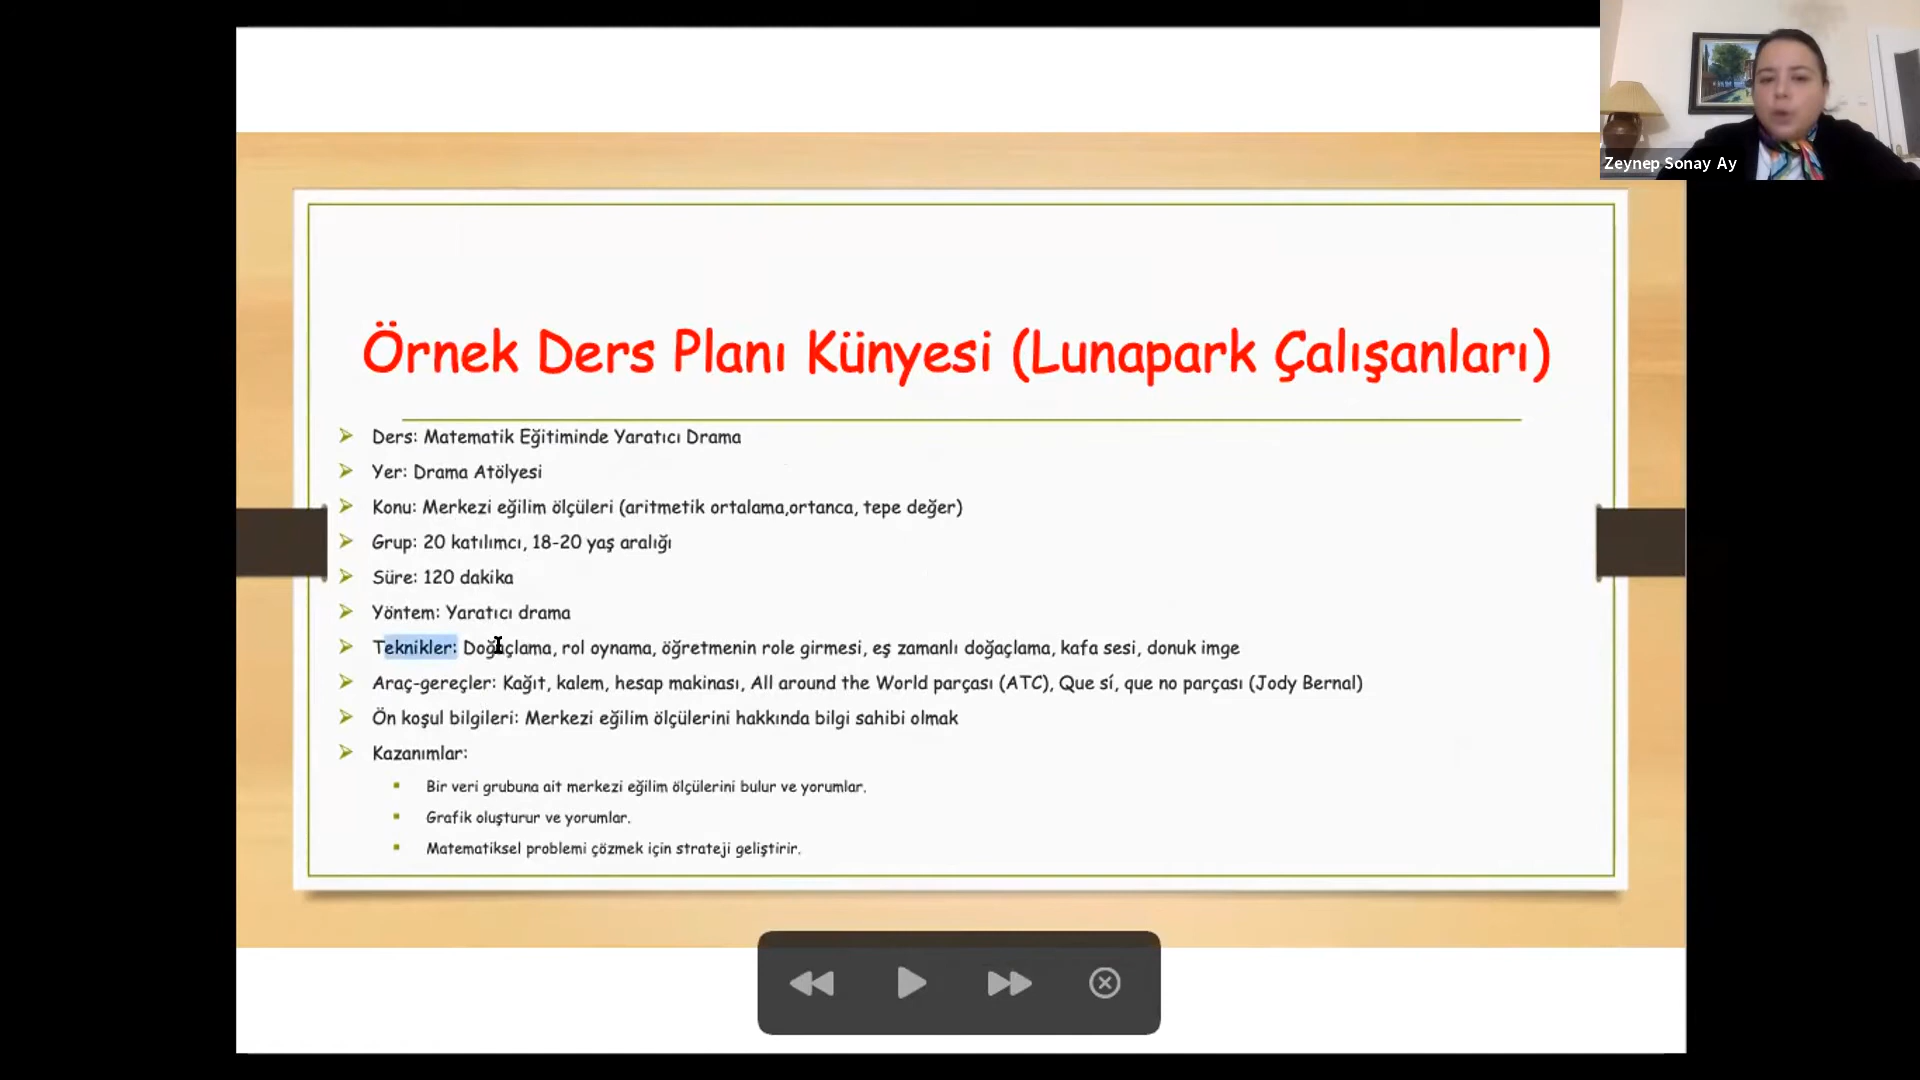 Zeynep Sonay Ay
Örnek Ders Planı Künyesi (Lunapark Çalışanları)
Ders: Matematik Eğitiminde Yaratıcı Drama
Yer: Drama Atölyesi
Konu: Merkezi eğilim ölçüleri (aritmetik ortalama,ortanca, tepe değer)
Grup: 20 katılımcı, 18-20 yaş aralığı
Süre: 120 dakika
Yöntem: Yaratıcı drama
Teknikler: Doğaçlama, rol oynama, öğretmenin role girmesi, eş zamanlı doğaçlama, kafa sesi, donuk imge
Araç-gereçler: Kağıt, kalem, hesap makinası, All around the World parçası (ATC), Que sí, que no parçası (Jody Bernal)
Ön koşul bilgileri: Merkezi eğilim ölçülerini hakkında bilgi sahibi olmak
Kazanımlar:
Bir veri grubuna ait merkezi eğilim ölçülerini bulur ve yorumlar.
Grafik oluşturur ve yorumlar.
Matematiksel problemi çözmek için strateji geliştirir.